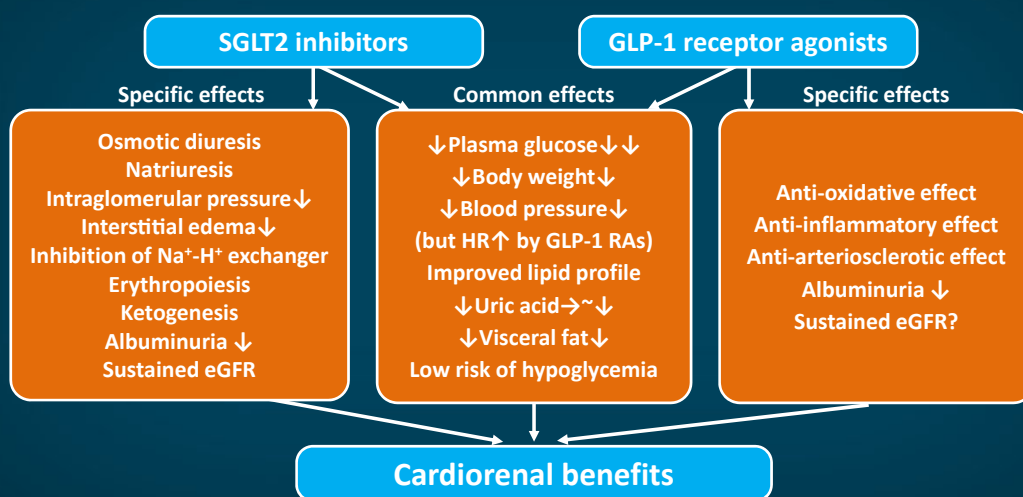 SGLT2 inhibitors
GLP-1 receptor agonists
Specific effects
Osmotic diuresis
Natriuresis
Intraglomerular pressure↓
Interstitial edema↓
Inhibition of Na⁺-H⁺ exchanger
Erythropoiesis
Ketogenesis
Albuminuria ↓
Sustained eGFR
Common effects
↓Plasma glucose↓↓
↓Body weight↓
↓Blood pressure↓
(but HR↑ by GLP-1 RAs)
Improved lipid profile
↓Uric acid→~↓
↓Visceral fat↓
Low risk of hypoglycemia
Specific effects
Anti-oxidative effect
Anti-inflammatory effect
Anti-arteriosclerotic effect
Albuminuria ↓
Sustained eGFR?
Cardiorenal benefits